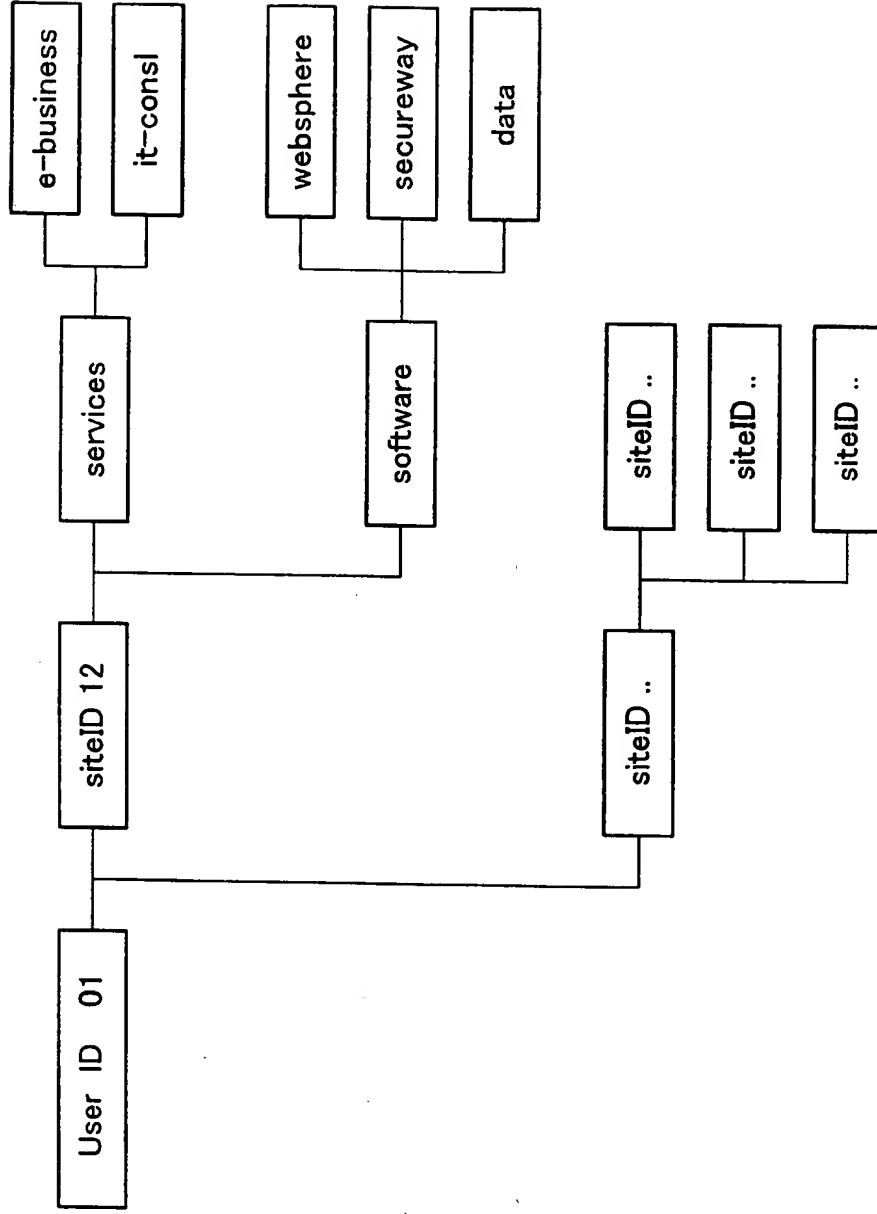 User ID 01
siteID 12
services
e-business
it-consl
software
websphere
secureway
data
siteID ..
siteID ..
siteID ..
siteID ..